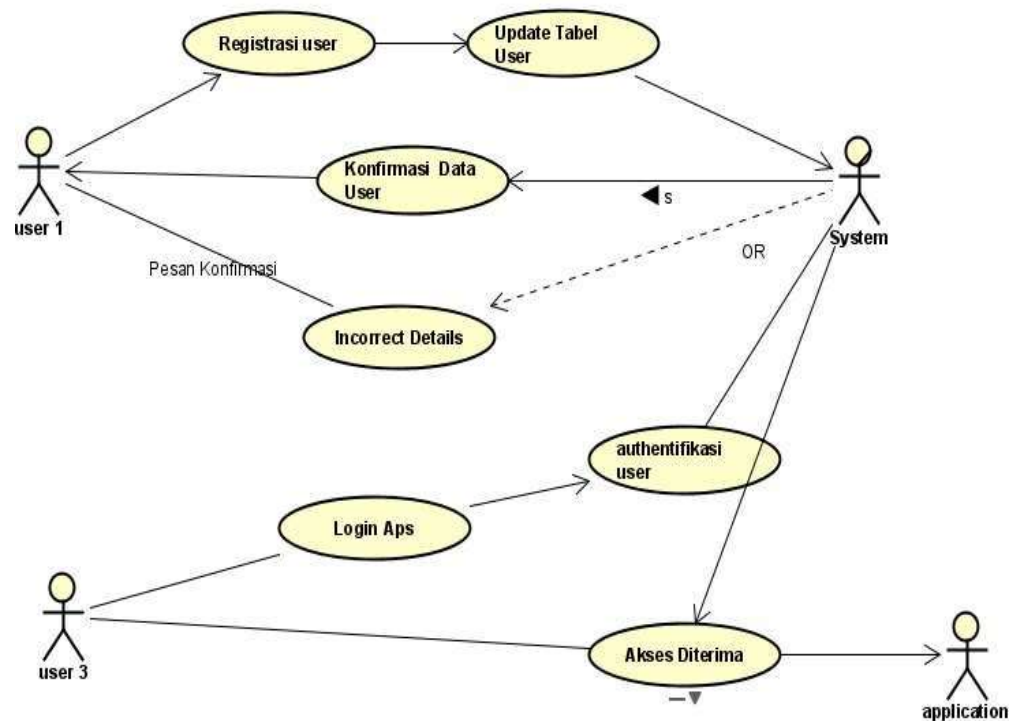 Registrasi user
Update Tabel
User
Konfirmasi Data
User
user 1
s
System
OR
Pesan Konfirmasi
Incorrect Details
authentifikasi
user
Login Aps
user 3
Akses Diterima
application